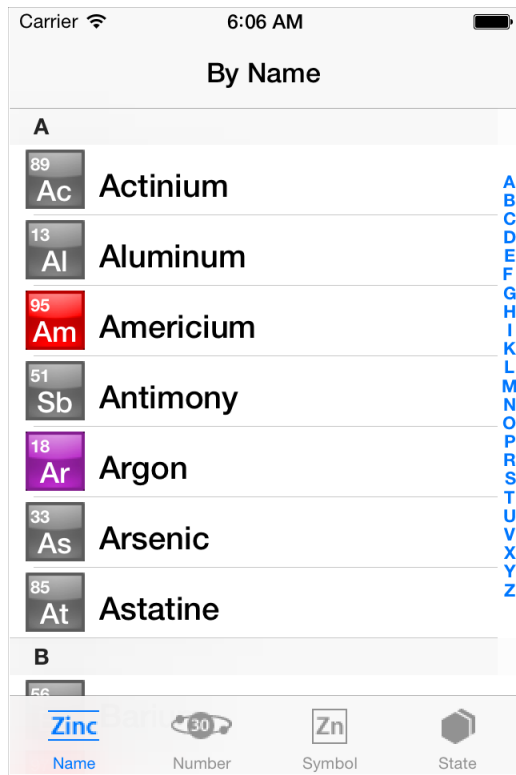 Carrier 6:06 AM
By Name
A
89
Ac Actinium
13
Al Aluminum
95
Am Americium
51
Sb Antimony
18
Ar Argon
33
As Arsenic
85
At Astatine
B
56
Barium
A
B
C
D
E
F
G
H
I
K
L
M
N
O
P
R
S
T
U
V
X
Y
Z
Zinc 30 Zn
Name Number Symbol State